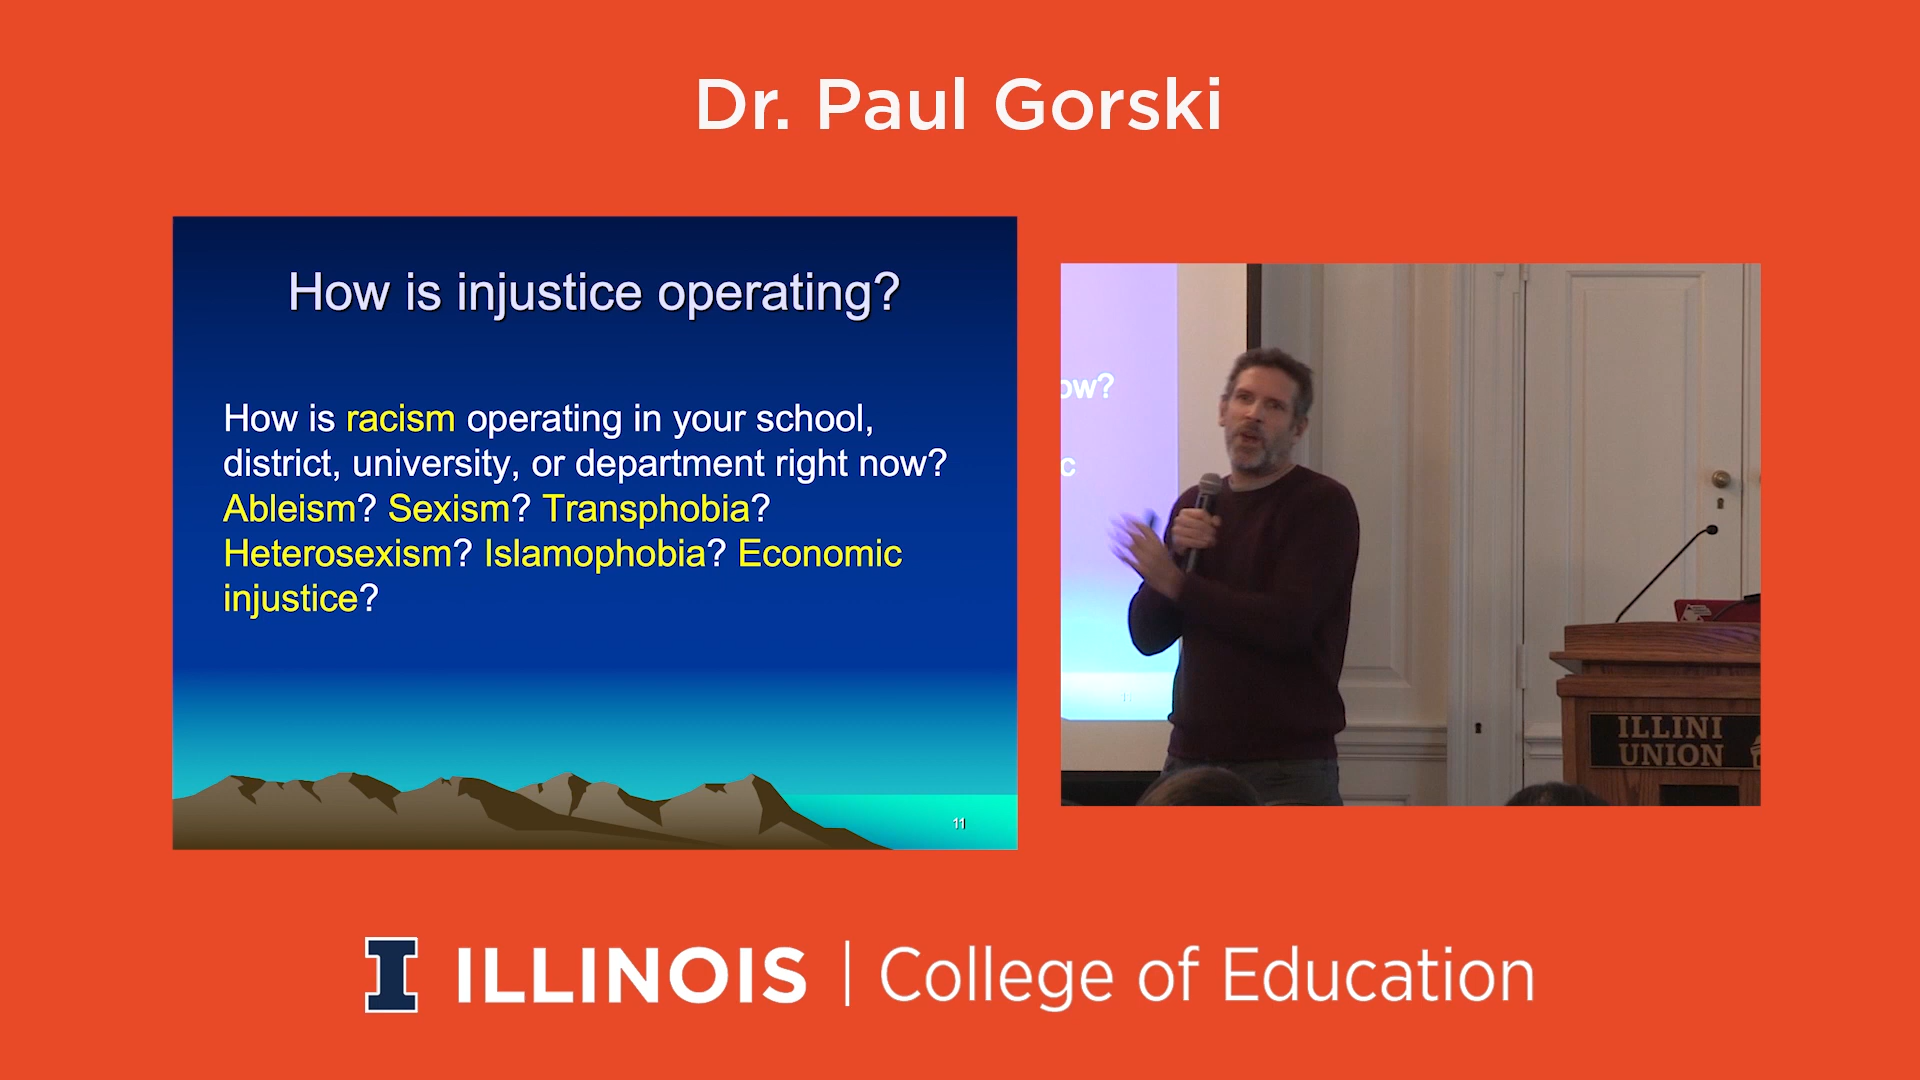 Dr. Paul Gorski
How is injustice operating?
How is racism operating in your school,
district, university, or department right now?
Ableism? Sexism? Transphobia?
Heterosexism? Islamophobia? Economic
injustice?
11
ow?
c
ILLINI
UNION
I ILLINOIS | College of Education